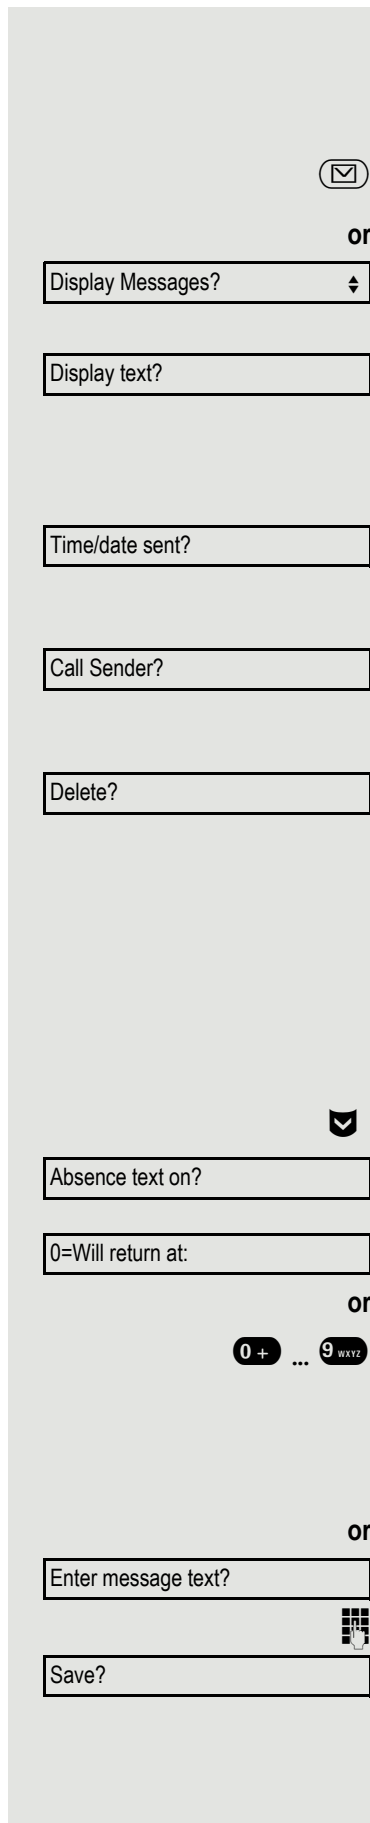 or
Display Messages?
Display text?
Time/date sent?
Call Sender?
Delete?
Absence text on?
0=Will return at:
or
0 + ... 9 WXYZ
or
Enter message text?
Save?